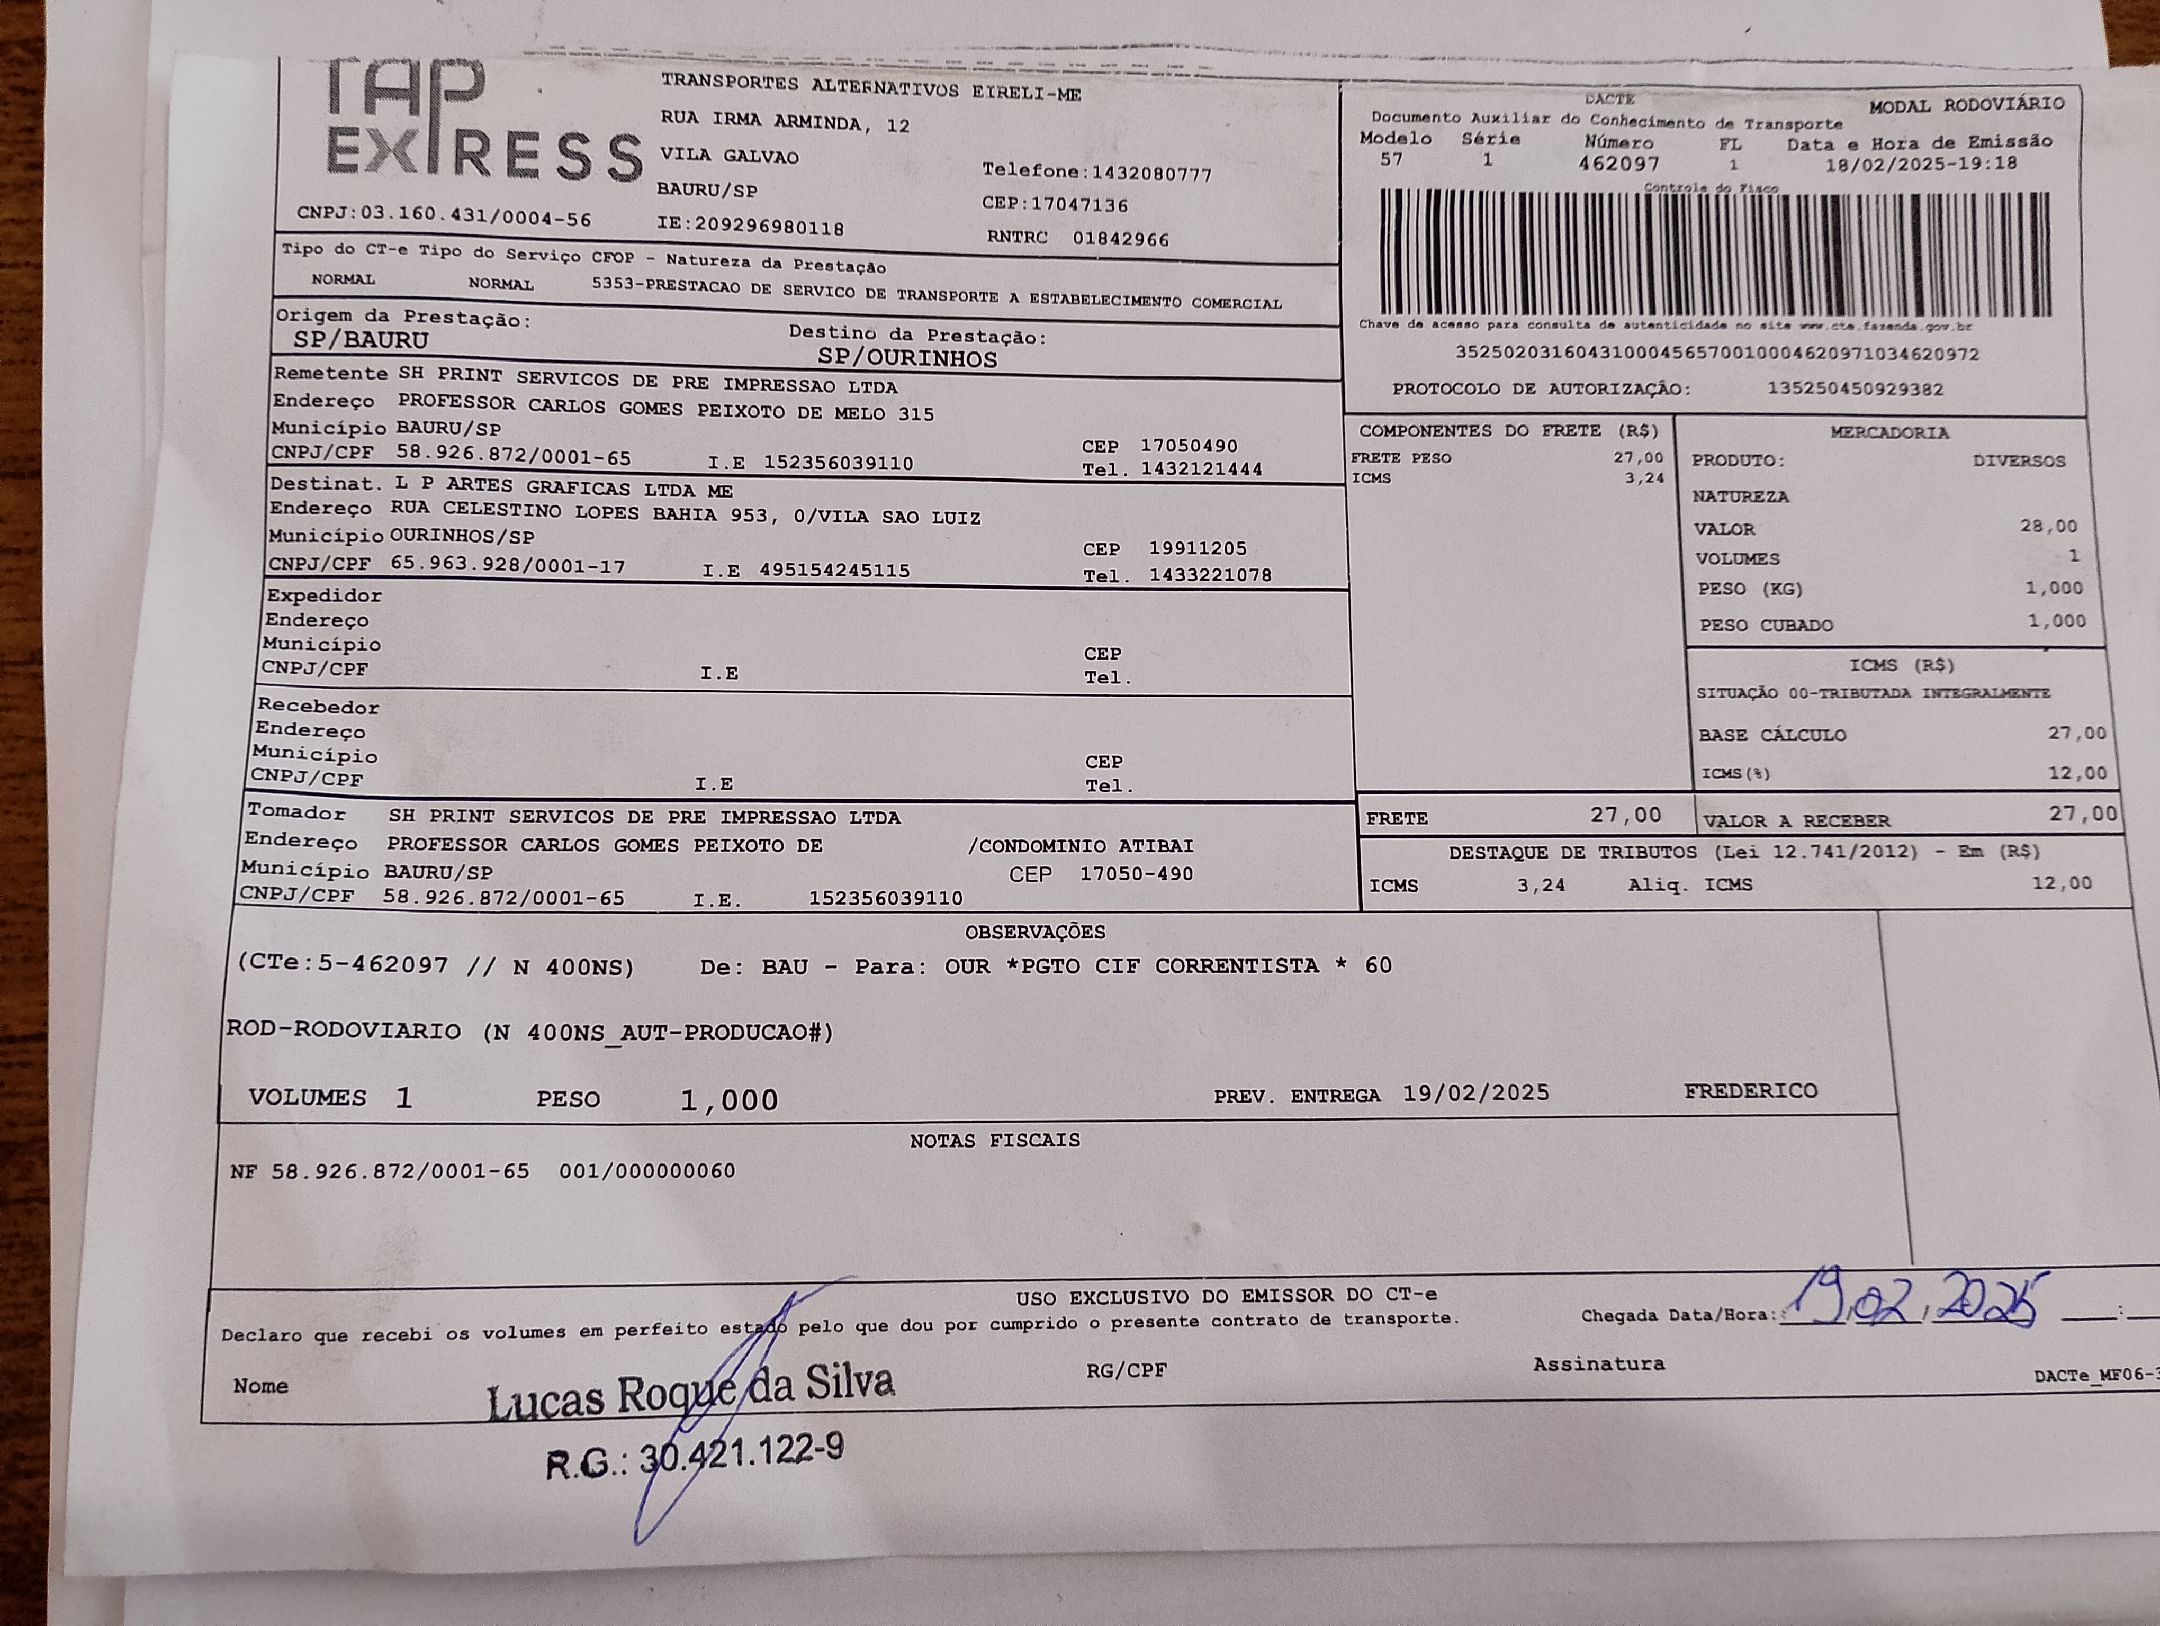 TAP EXPRESS
TRANSPORTES ALTERNATIVOS EIRELI-ME
RUA IRMA ARMINDA, 12
VILA GALVAO
Telefone:1432080777
BAURU/SP
CEP:17047136
CNPJ:03.160.431/0004-56
IE:209296980118
RNTRC 01842966
DACTE
MODAL RODOVIÁRIO
Documento Auxiliar do Conhecimento de Transporte
Modelo Série Número FL Data e Hora de Emissão
57 1 462097 1 18/02/2025-19:18
Controle do Fisco
Chave de acesso para consulta de autenticidade no site www.cte.fazenda.gov.br
35250203160431000456570010004620971034620972
PROTOCOLO DE AUTORIZAÇÃO: 135250450929382
Tipo do CT-e Tipo do Serviço CFOP - Natureza da Prestação
NORMAL NORMAL 5353-PRESTACAO DE SERVICO DE TRANSPORTE A ESTABELECIMENTO COMERCIAL
Origem da Prestação: Destino da Prestação:
SP/BAURU SP/OURINHOS
Remetente SH PRINT SERVICOS DE PRE IMPRESSAO LTDA
Endereço PROFESSOR CARLOS GOMES PEIXOTO DE MELO 315
Município BAURU/SP CEP 17050490
CNPJ/CPF 58.926.872/0001-65 I.E 152356039110 Tel. 1432121444
Destinat. L P ARTES GRAFICAS LTDA ME
Endereço RUA CELESTINO LOPES BAHIA 953, 0/VILA SAO LUIZ
Município OURINHOS/SP CEP 19911205
CNPJ/CPF 65.963.928/0001-17 I.E 495154245115 Tel. 1433221078
Expedidor
Endereço
Município CEP
CNPJ/CPF I.E Tel.
Recebedor
Endereço
Município CEP
CNPJ/CPF I.E Tel.
Tomador SH PRINT SERVICOS DE PRE IMPRESSAO LTDA
Endereço PROFESSOR CARLOS GOMES PEIXOTO DE /CONDOMINIO ATIBAI
Município BAURU/SP CEP 17050-490
CNPJ/CPF 58.926.872/0001-65 I.E. 152356039110
COMPONENTES DO FRETE (R$)
FRETE PESO 27,00
ICMS 3,24
MERCADORIA
PRODUTO: DIVERSOS
NATUREZA
VALOR 28,00
VOLUMES 1
PESO (KG) 1,000
PESO CUBADO 1,000
ICMS (R$)
SITUAÇÃO 00-TRIBUTADA INTEGRALMENTE
BASE CÁLCULO 27,00
ICMS(%) 12,00
FRETE 27,00 VALOR A RECEBER 27,00
DESTAQUE DE TRIBUTOS (Lei 12.741/2012) - Em (R$)
ICMS 3,24 Aliq. ICMS 12,00
OBSERVAÇÕES
(CTe:5-462097 // N 400NS) De: BAU - Para: OUR *PGTO CIF CORRENTISTA * 60
ROD-RODOVIARIO (N 400NS_AUT-PRODUCAO#)
VOLUMES 1 PESO 1,000 PREV. ENTREGA 19/02/2025 FREDERICO
NOTAS FISCAIS
NF 58.926.872/0001-65 001/000000060
USO EXCLUSIVO DO EMISSOR DO CT-e
Declaro que recebi os volumes em perfeito estado pelo que dou por cumprido o presente contrato de transporte.
Chegada Data/Hora: 19,02,2025 :
Nome Lucas Roque da Silva RG/CPF Assinatura
DACTe_MF06-3
R.G.: 30.421.122-9